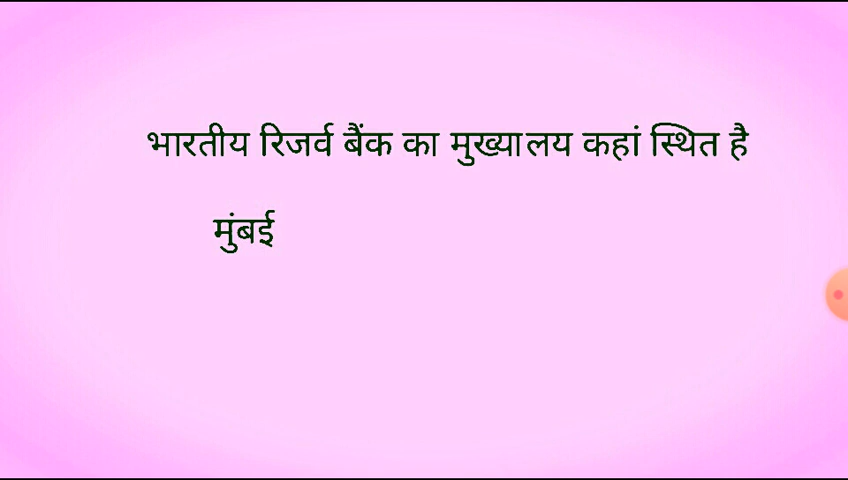 भारतीय रिजर्व बैंक का मुख्यालय कहां स्थित है
मुंबई